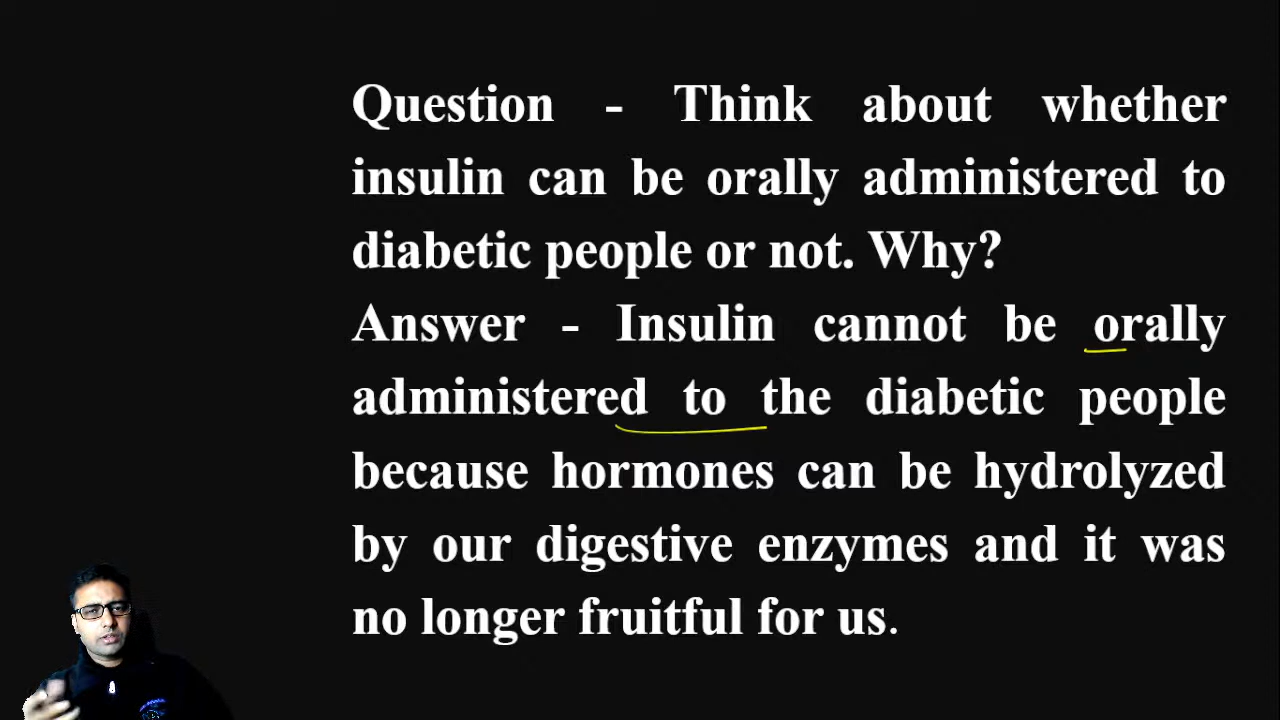 Question - Think about whether
insulin can be orally administered to
diabetic people or not. Why?
Answer - Insulin cannot be orally
administered to the diabetic people
because hormones can be hydrolyzed
by our digestive enzymes and it was
no longer fruitful for us.